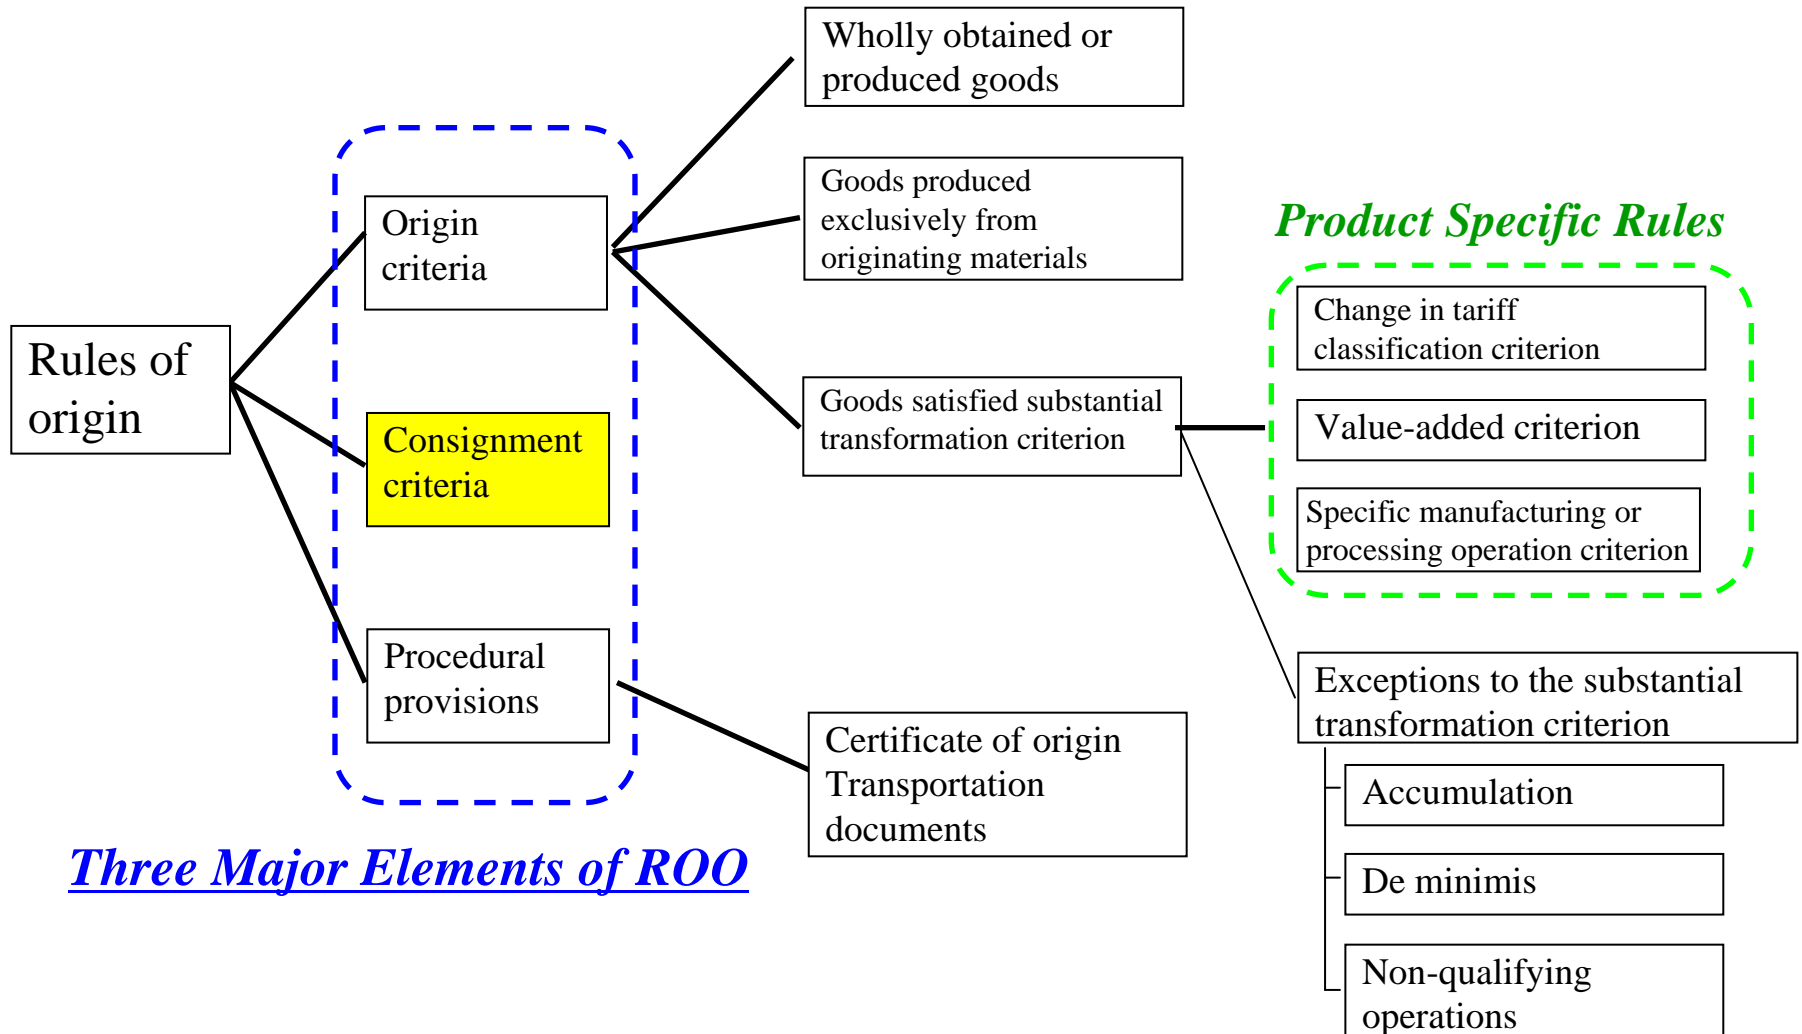 Rules of
origin
Origin
criteria
Consignment
criteria
Procedural
provisions
Three Major Elements of ROO
Wholly obtained or
produced goods
Goods produced
exclusively from
originating materials
Goods satisfied substantial
transformation criterion
Certificate of origin
Transportation
documents
Product Specific Rules
Change in tariff
classification criterion
Value-added criterion
Specific manufacturing or
processing operation criterion
Exceptions to the substantial
transformation criterion
Accumulation
De minimis
Non-qualifying
operations